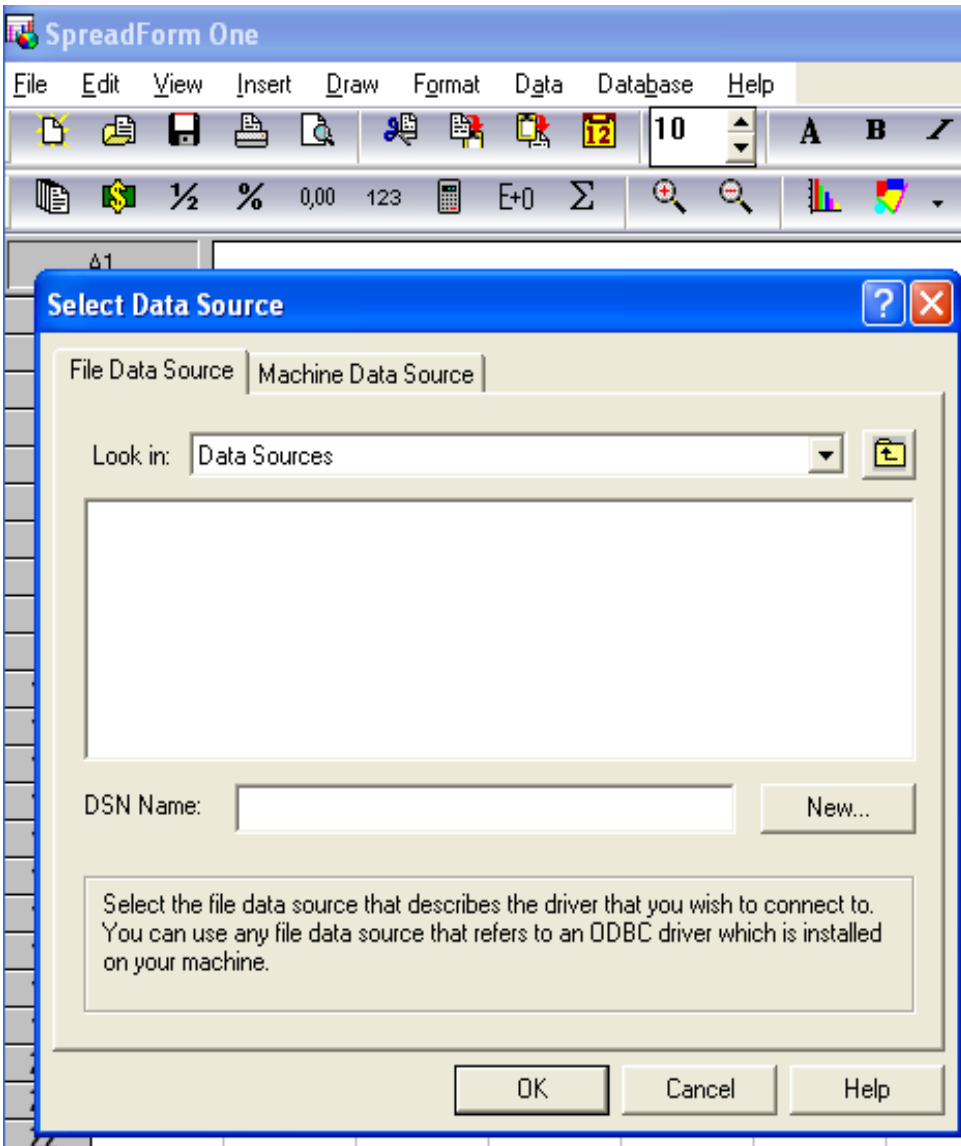 SpreadForm One
File Edit View Insert Draw Format Data Database Help
12 10 A B I
½ % 0,00 123 E+0 Σ
A1
Select Data Source
File Data Source Machine Data Source
Look in: Data Sources
DSN Name: New...
Select the file data source that describes the driver that you wish to connect to.
You can use any file data source that refers to an ODBC driver which is installed
on your machine.
OK Cancel Help